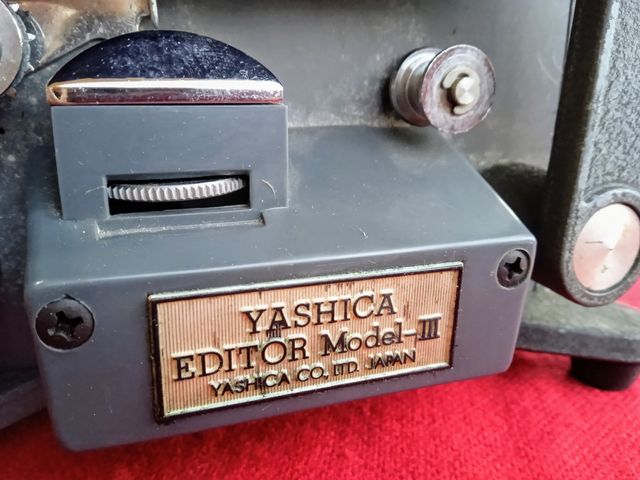 YASHICA
EDITOR Model-III
YASHICA CO., LTD. JAPAN